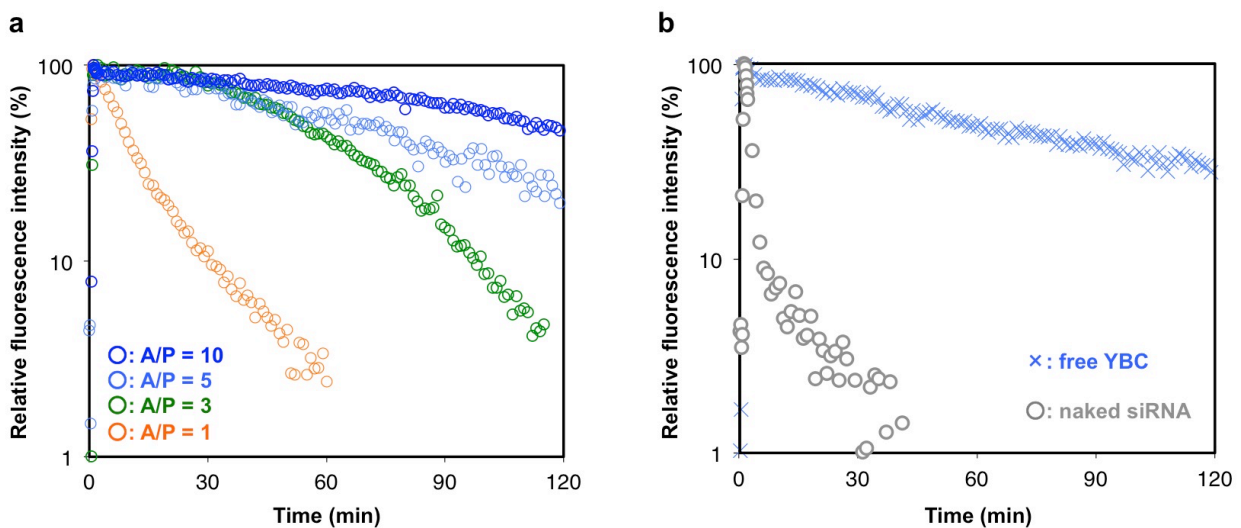 a
Relative fluorescence intensity (%)
100
10
1
: A/P = 10
: A/P = 5
: A/P = 3
: A/P = 1
0 30 60 90 120
Time (min)
b
Relative fluorescence intensity (%)
100
10
1
: free YBC
: naked siRNA
0 30 60 90 120
Time (min)